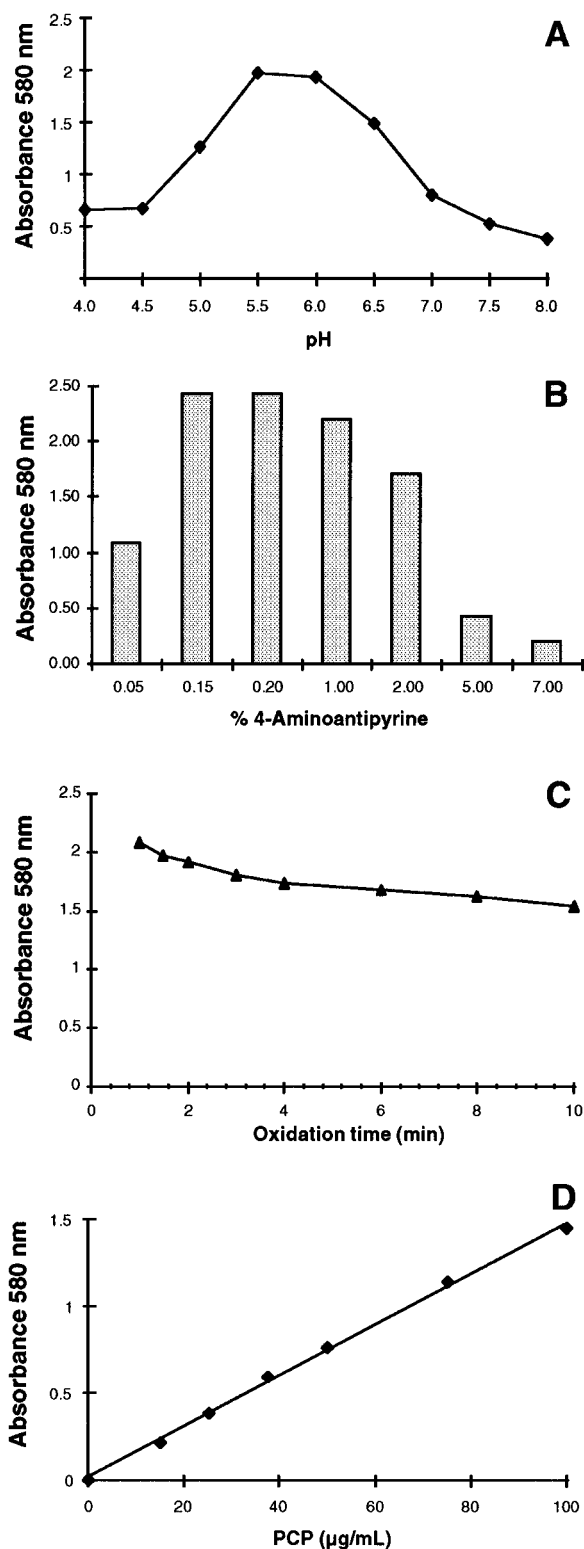 A
Absorbance 580 nm
2.5
2
1.5
1
0.5
4.0 4.5 5.0 5.5 6.0 6.5 7.0 7.5 8.0
pH
B
Absorbance 580 nm
2.50
2.00
1.50
1.00
0.50
0.00
0.05 0.15 0.20 1.00 2.00 5.00 7.00
% 4-Aminoantipyrine
C
Absorbance 580 nm
2.5
2
1.5
1
0.5
0
0 2 4 6 8 10
Oxidation time (min)
D
Absorbance 580 nm
1.5
1
0.5
0
0 20 40 60 80 100
PCP (µg/mL)